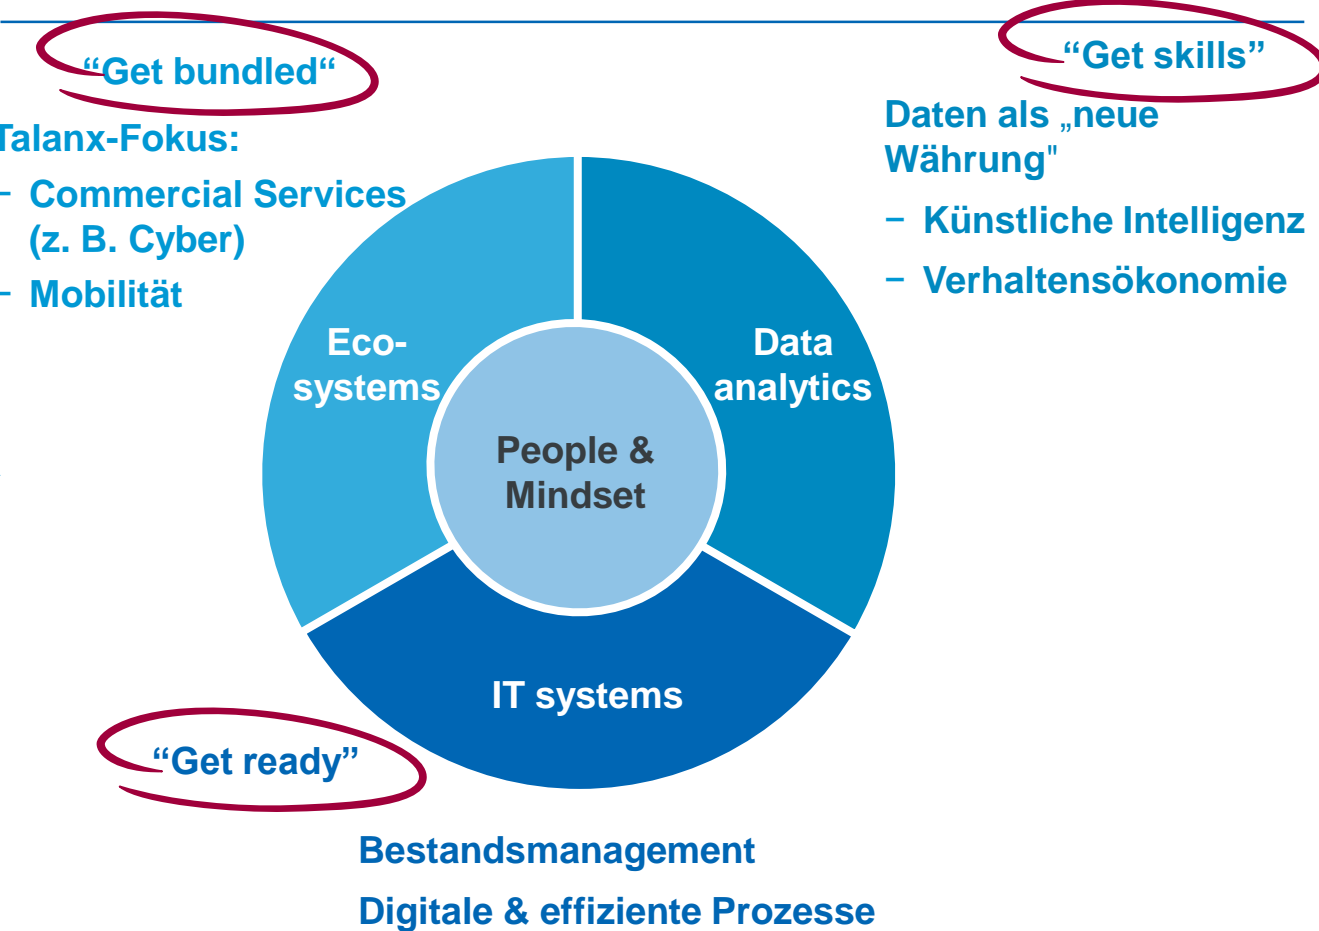 “Get bundled“
Talanx-Fokus:
− Commercial Services
(z. B. Cyber)
− Mobilität
“Get skills”
Daten als „neue
Währung"
− Künstliche Intelligenz
− Verhaltensökonomie
Eco-
systems
Data
analytics
People &
Mindset
IT systems
“Get ready”
Bestandsmanagement
Digitale & effiziente Prozesse